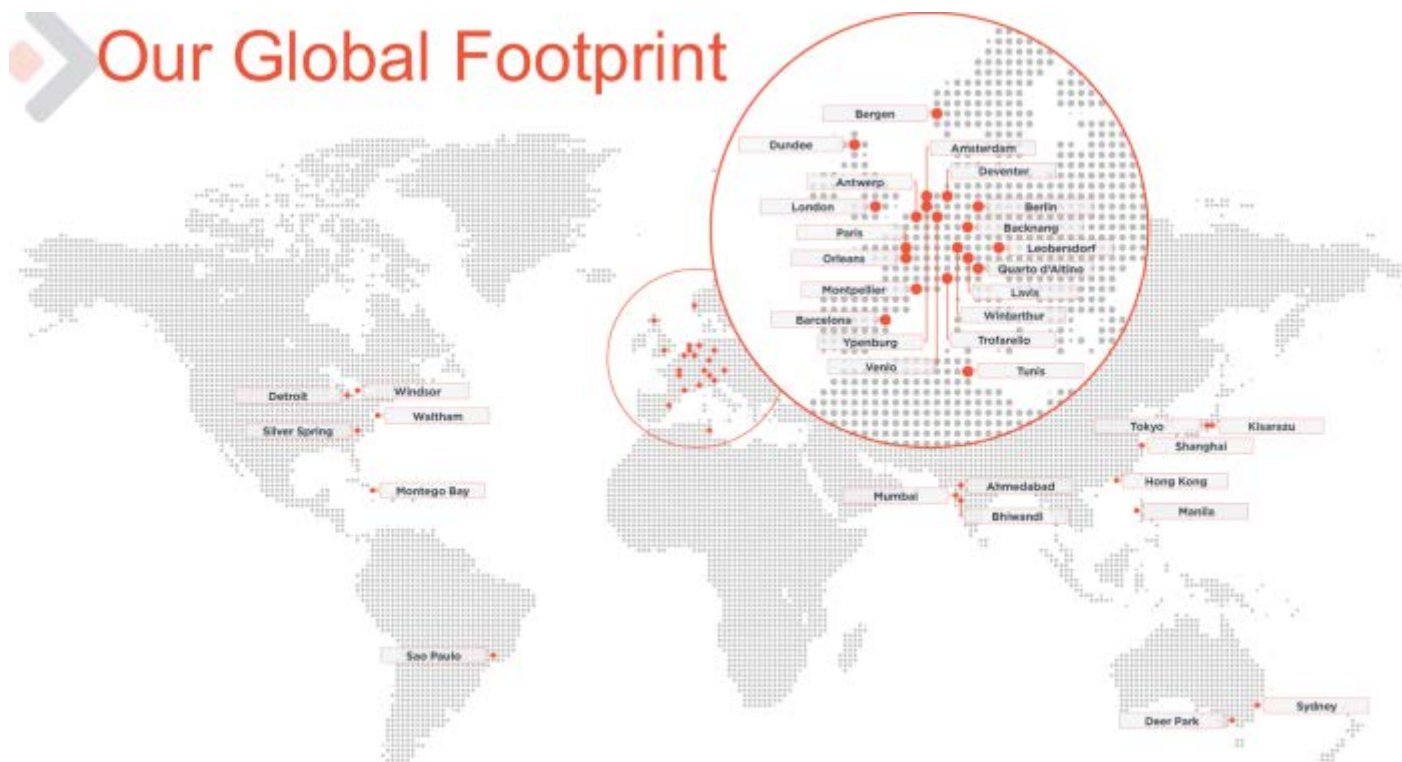 Our Global Footprint
Bergen
Dundee
Amsterdam
Deventer
Antwerp
London
Berlin
Paris
Backnang
Orleans
Leobersdorf
Quarto d'Altino
Montpellier
Lavis
Barcelona
Winterthur
Ypenburg
Trofarello
Venlo
Tunis
Detroit
Windsor
Waltham
Silver Spring
Montego Bay
Sao Paulo
Tokyo
Kisarazu
Shanghai
Hong Kong
Manila
Ahmedabad
Mumbai
Bhiwandi
Sydney
Deer Park